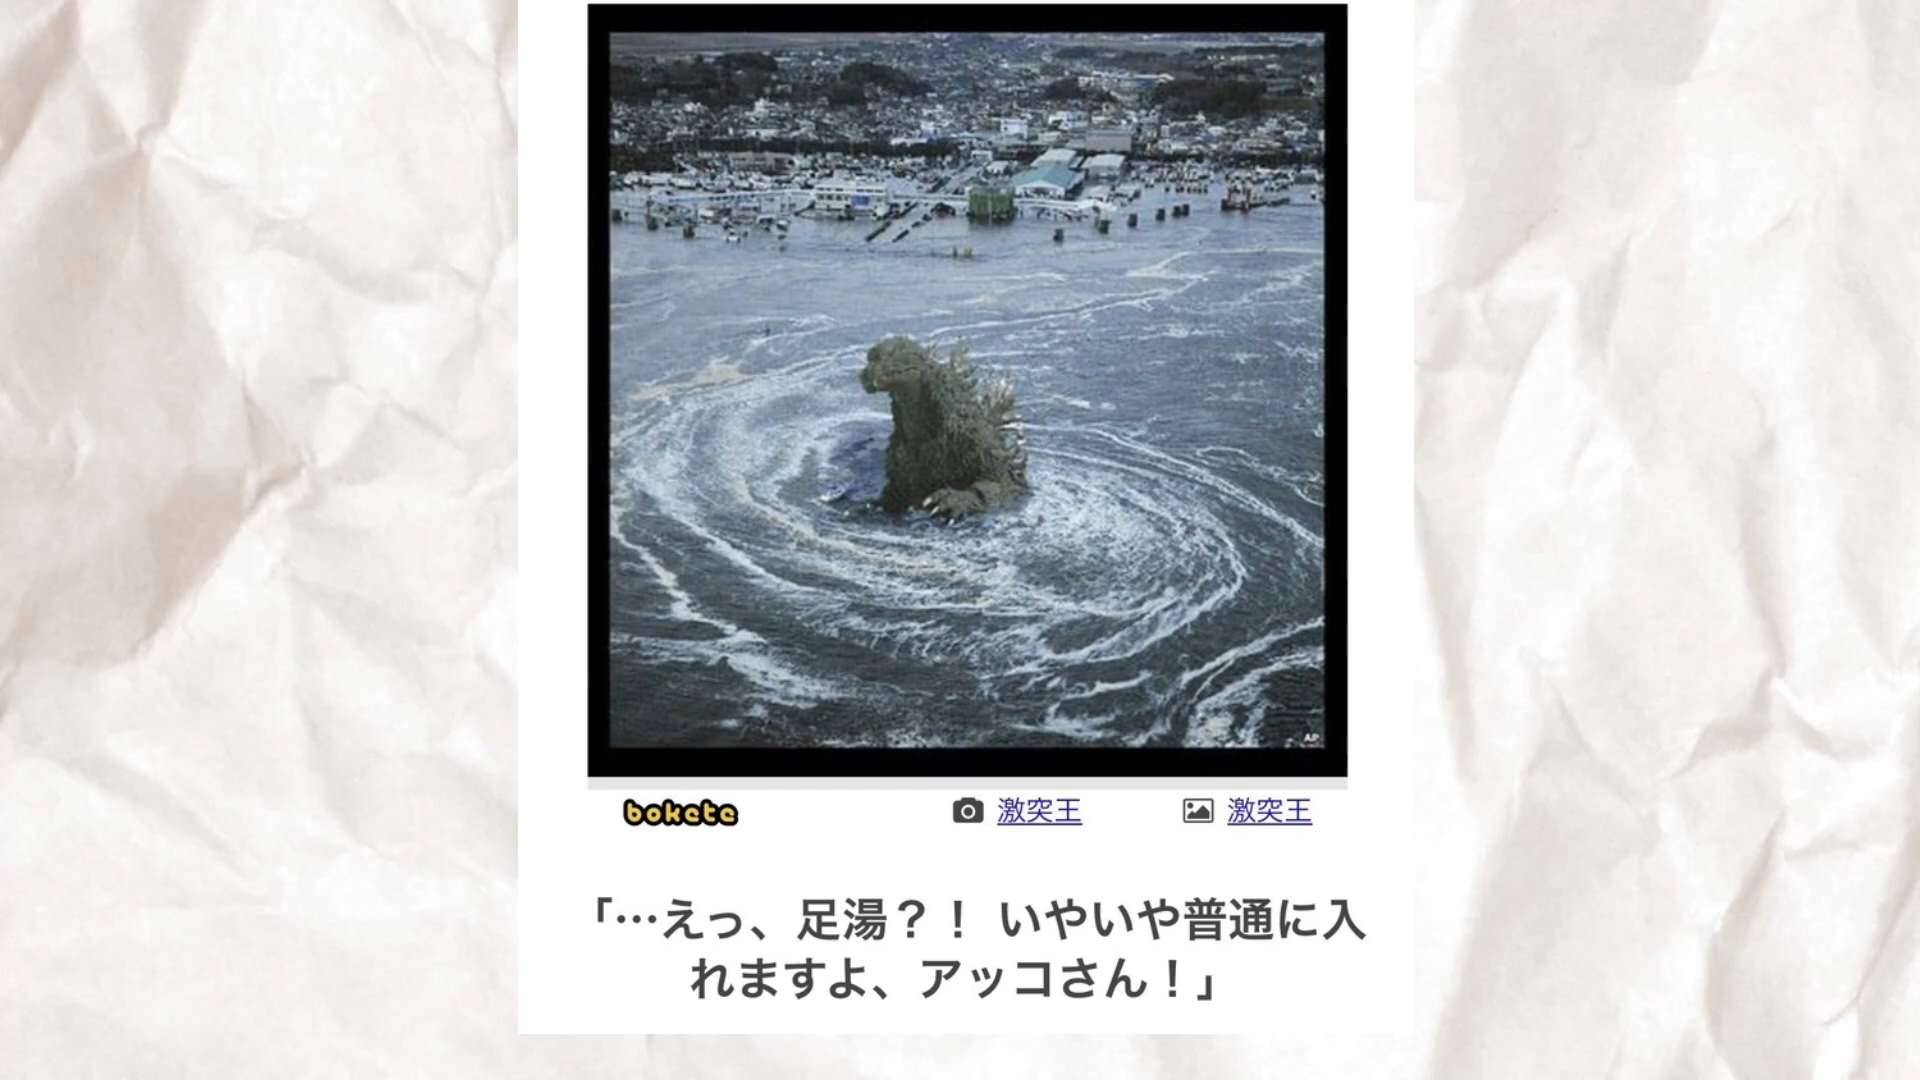 AP
bokete
激突王 激突王
「…えっ、足湯？！ いやいや普通に入
れますよ、アッコさん！」